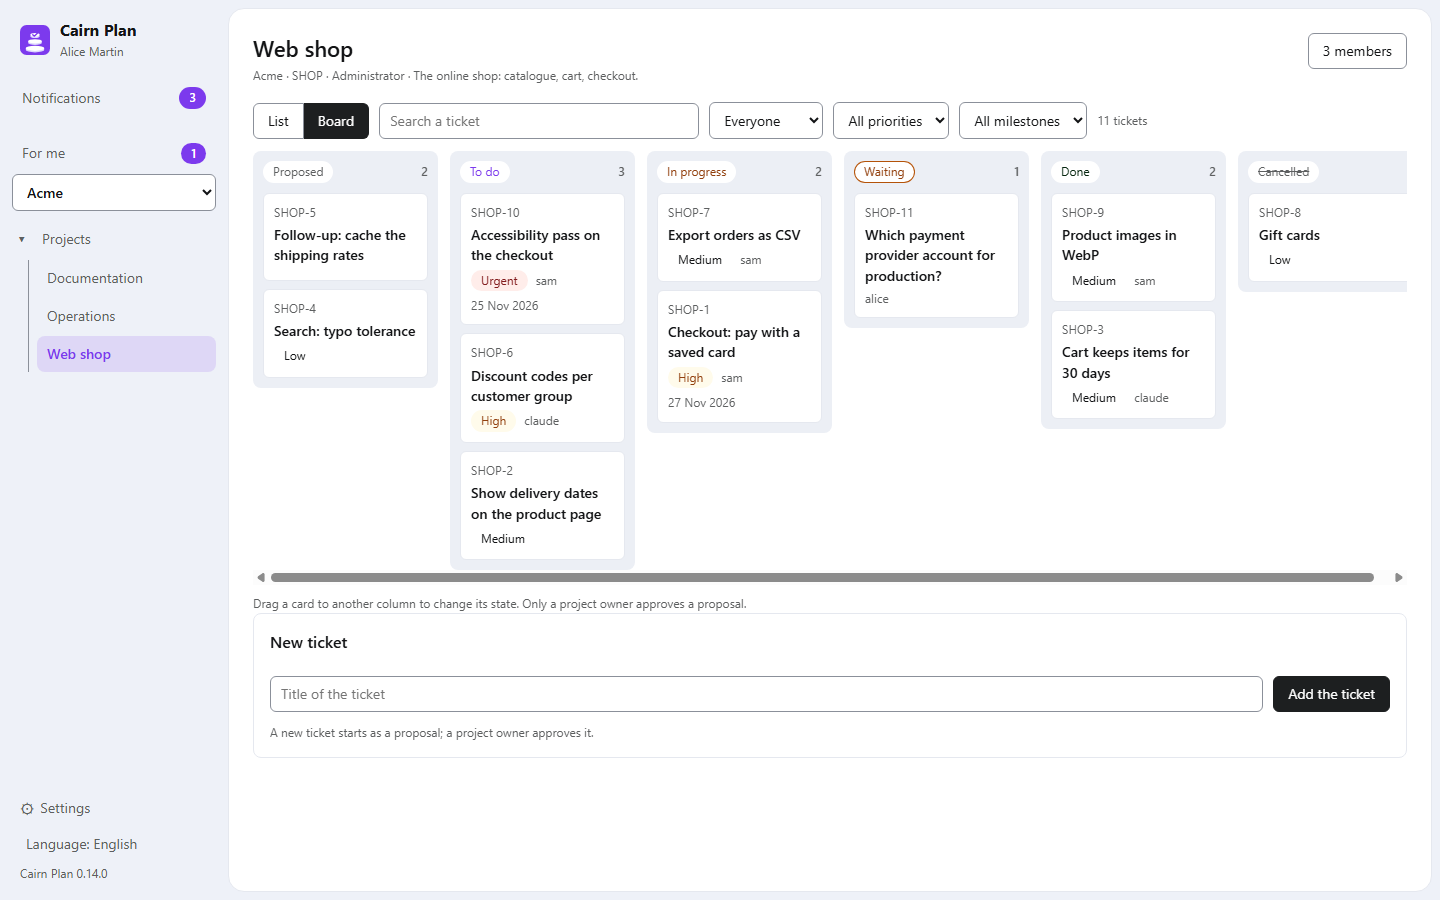 Cairn Plan
Alice Martin
Notifications 3
For me 1
Acme
Projects
Documentation
Operations
Web shop
Settings
Language: English
Cairn Plan 0.14.0
Web shop
3 members
Acme · SHOP · Administrator · The online shop: catalogue, cart, checkout.
List Board Search a ticket Everyone All priorities All milestones 11 tickets
Proposed 2
SHOP-5
Follow-up: cache the
shipping rates
SHOP-4
Search: typo tolerance
Low
To do 3
SHOP-10
Accessibility pass on
the checkout
Urgent sam
25 Nov 2026
SHOP-6
Discount codes per
customer group
High claude
SHOP-2
Show delivery dates
on the product page
Medium
In progress 2
SHOP-7
Export orders as CSV
Medium sam
SHOP-1
Checkout: pay with a
saved card
High sam
27 Nov 2026
Waiting 1
SHOP-11
Which payment
provider account for
production?
alice
Done 2
SHOP-9
Product images in
WebP
Medium sam
SHOP-3
Cart keeps items for
30 days
Medium claude
Cancelled
SHOP-8
Gift cards
Low
Drag a card to another column to change its state. Only a project owner approves a proposal.
New ticket
Title of the ticket Add the ticket
A new ticket starts as a proposal; a project owner approves it.